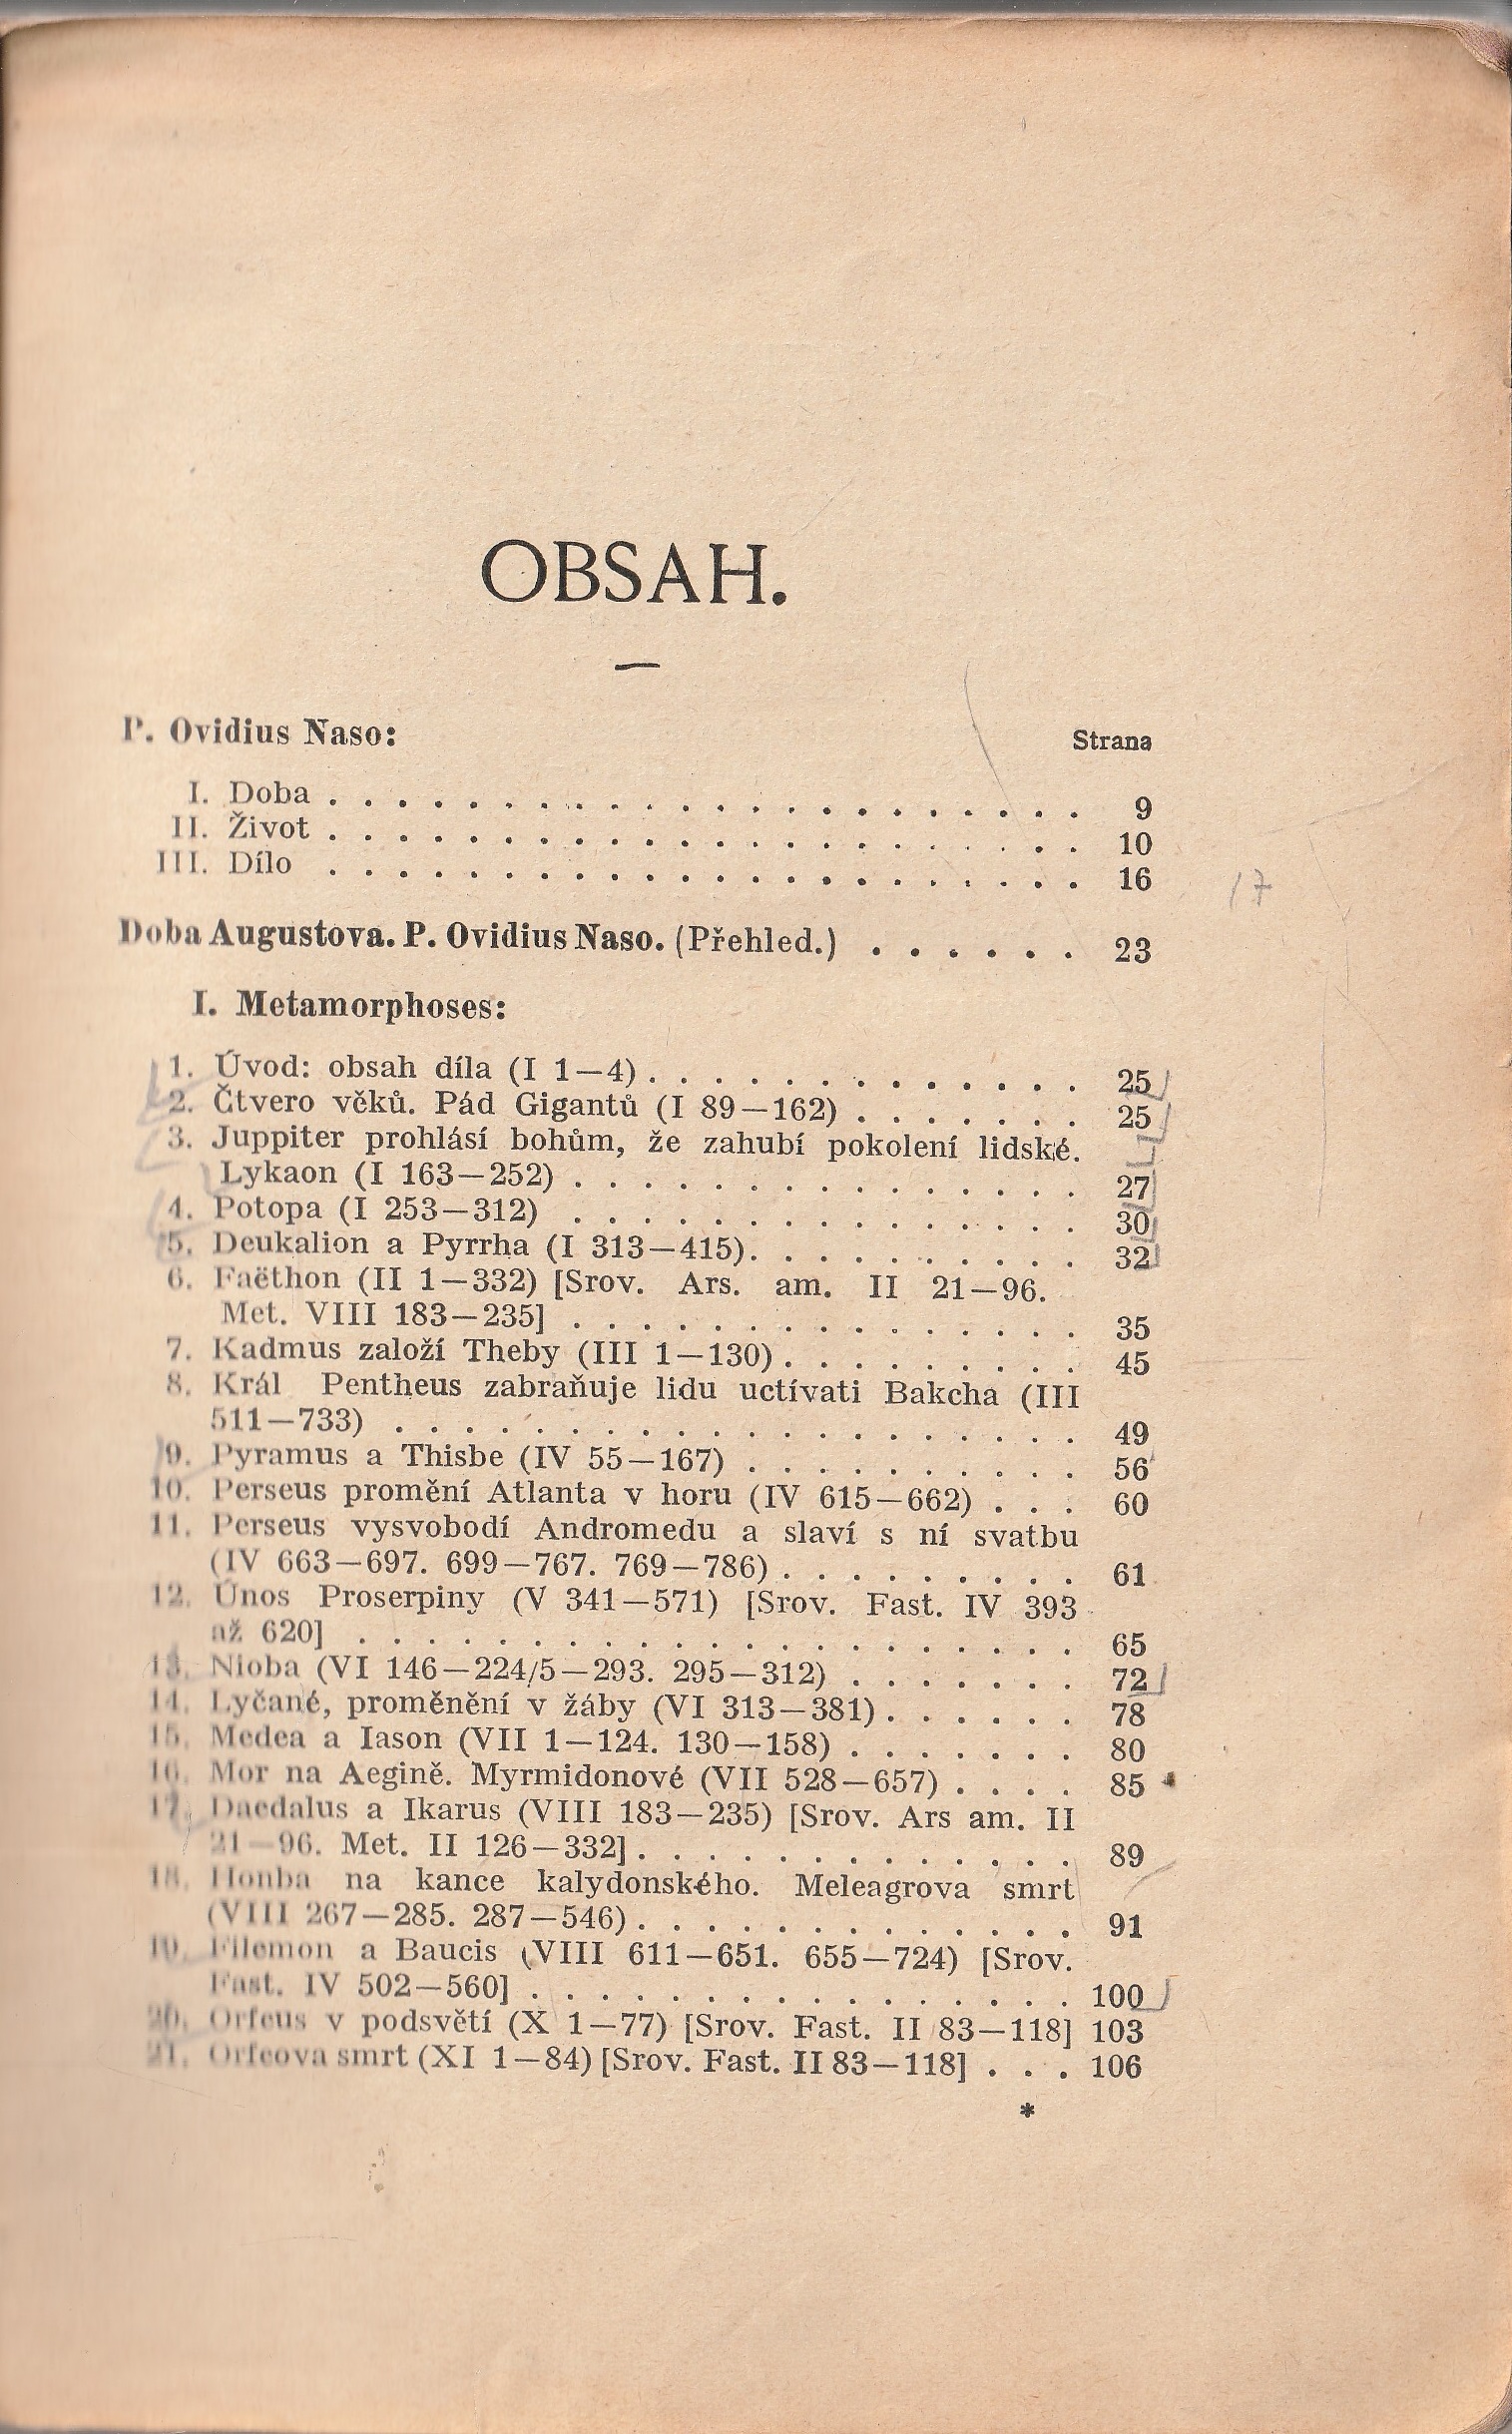 OBSAH.
P. Ovidius Naso:
Strana
I. Doba . . . . . . . . . . . . . . . . . . . . . . 9
II. Život . . . . . . . . . . . . . . . . . . . . . . 10
III. Dílo . . . . . . . . . . . . . . . . . . . . . . 16
17
Doba Augustova. P. Ovidius Naso. (Přehled.) . . . . . . 23
I. Metamorphoses:
1. Úvod: obsah díla (I 1—4) . . . . . . . . . . . . . 25
2. Čtvero věků. Pád Gigantů (I 89—162) . . . . . . . 25
3. Juppiter prohlásí bohům, že zahubí pokolení lidské.
Lykaon (I 163—252) . . . . . . . . . . . . . . . 27
4. Potopa (I 253—312) . . . . . . . . . . . . . . . 30
5. Deukalion a Pyrrha (I 313—415) . . . . . . . . . . 32
6. Faëthon (II 1—332) [Srov. Ars. am. II 21—96.
Met. VIII 183—235] . . . . . . . . . . . . . . . 35
7. Kadmus založí Theby (III 1—130) . . . . . . . . . 45
8. Král Pentheus zabraňuje lidu uctívati Bakcha (III
511—733) . . . . . . . . . . . . . . . . . . . . 49
9. Pyramus a Thisbe (IV 55—167) . . . . . . . . . . 56
10. Perseus promění Atlanta v horu (IV 615—662) . . . 60
11. Perseus vysvobodí Andromedu a slaví s ní svatbu
(IV 663—697. 699—767. 769—786) . . . . . . . . . 61
12. Únos Proserpiny (V 341—571) [Srov. Fast. IV 393
až 620] . . . . . . . . . . . . . . . . . . . . . 65
13. Nioba (VI 146—224/5—293. 295—312) . . . . . . . 72
14. Lyčané, proměnění v žáby (VI 313—381) . . . . . . 78
15. Medea a Iason (VII 1—124. 130—158) . . . . . . . 80
16. Mor na Aegině. Myrmidonové (VII 528—657) . . . . 85
17. Daedalus a Ikarus (VIII 183—235) [Srov. Ars am. II
21—96. Met. II 126—332] . . . . . . . . . . . . . 89
18. Honba na kance kalydonského. Meleagrova smrt
(VIII 267—285. 287—546) . . . . . . . . . . . . . 91
19. Filemon a Baucis (VIII 611—651. 655—724) [Srov.
Fast. IV 502—560] . . . . . . . . . . . . . . . . 100
20. Orfeus v podsvětí (X 1—77) [Srov. Fast. II 83—118] 103
21. Orfeova smrt (XI 1—84) [Srov. Fast. II 83—118] . . . 106
*